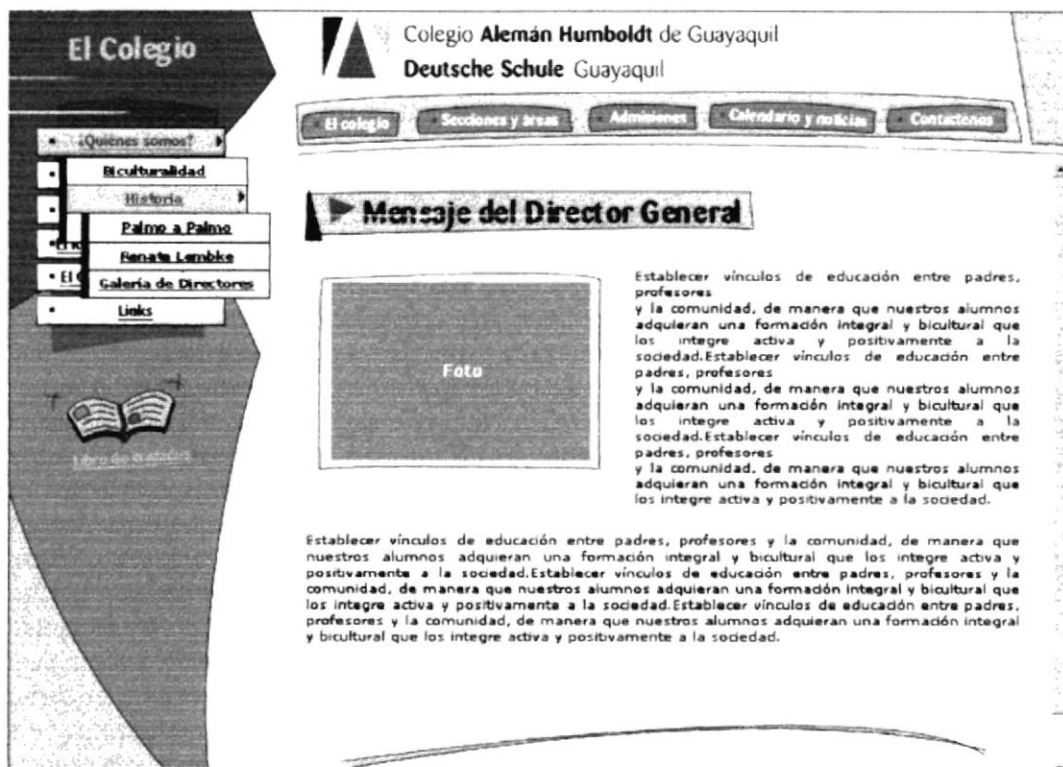 El Colegio
Colegio Alemán Humboldt de Guayaquil
Deutsche Schule Guayaquil
El colegio
Secciones y áreas
Admisiones
Calendario y noticias
Contactenos
¿Quiénes somos?
Biculturalidad
Historia
Palmo a Palmo
Renata Lembke
El
Galería de Directores
Links
Mensaje del Director General
Foto
Establecer vínculos de educación entre padres,
profesores
y la comunidad, de manera que nuestros alumnos
adquieran una formación integral y bicultural que
los integre activa y positivamente a la
sociedad.Establecer vínculos de educación entre
padres, profesores
y la comunidad, de manera que nuestros alumnos
adquieran una formación integral y bicultural que
los integre activa y positivamente a la
sociedad.Establecer vínculos de educación entre
padres, profesores
y la comunidad, de manera que nuestros alumnos
adquieran una formación integral y bicultural que
los integre activa y positivamente a la sociedad.
Establecer vínculos de educación entre padres, profesores y la comunidad, de manera que
nuestros alumnos adquieran una formación integral y bicultural que los integre activa y
positivamente a la sociedad.Establecer vínculos de educación entre padres, profesores y la
comunidad, de manera que nuestros alumnos adquieran una formación integral y bicultural que
los integre activa y positivamente a la sociedad.Establecer vínculos de educación entre padres,
profesores y la comunidad, de manera que nuestros alumnos adquieran una formación integral
y bicultural que los integre activa y positivamente a la sociedad.